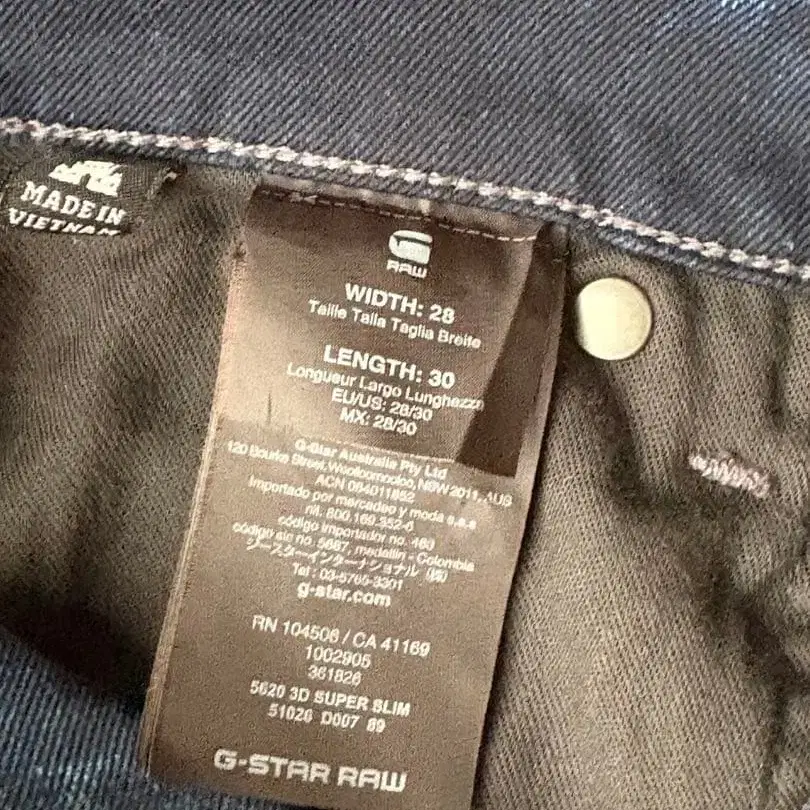 MADE IN
VIETNAM
RAW
WIDTH: 28
Taille Talla Taglia Breite
LENGTH: 30
Longueur Largo Lunghezza
EU/US: 28/30
MX: 28/30
G-Star Australia Pty Ltd
120 Bourke Street, Woolloomooloo, NSW 2011, AUS
ACN 084011852
Importado por mercadeo y moda s.a.s
nit. 800.169.352-6
código importador no. 460
código sic no. 5687, medellin - Colombia
ジースターインターナショナル (株)
Tel : 03-5765-3301
g-star.com
RN 104506 / CA 41169
1002905
361826
5620 3D SUPER SLIM
51026 D007 89
G-STAR RAW